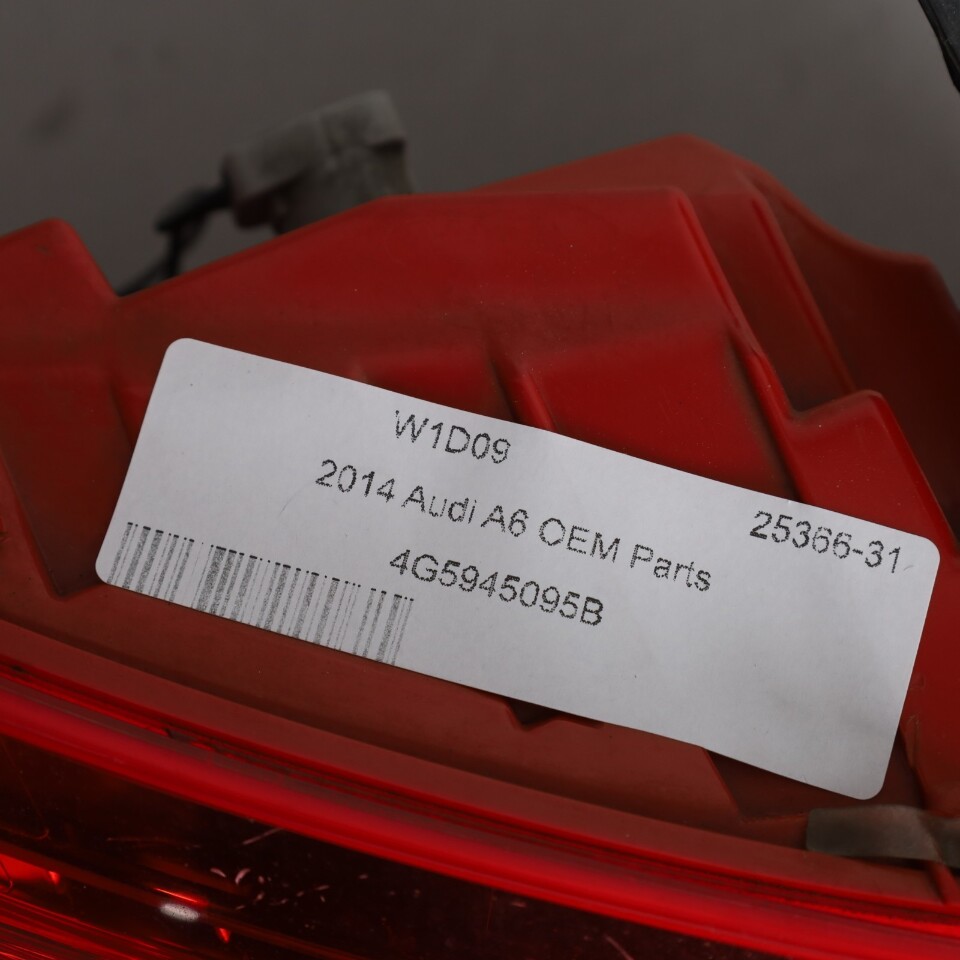 W1D09
2014 Audi A6 OEM Parts
25366-31
4G5945095B